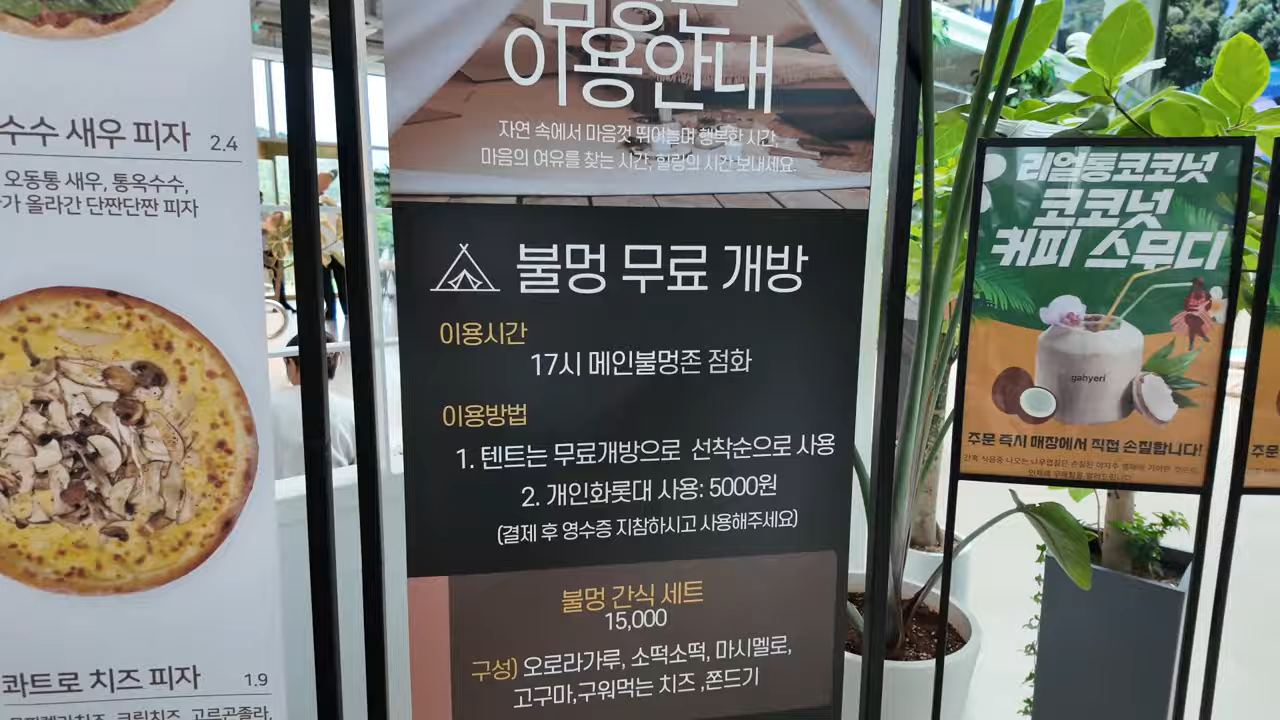 수수 새우 피자 2.4
오동통 새우, 통옥수수,
가 올라간 단짠단짠 피자
콰트로 치즈 피자 1.9
이용안내
자연 속에서 마음껏 뛰어놀며 행복한 시간,
마음의 여유를 찾는 시간, 힐링의 시간 보내세요.
불멍 무료 개방
이용시간
17시 메인불멍존 점화
이용방법
1. 텐트는 무료개방으로 선착순으로 사용
2. 개인화롯대 사용: 5000원
(결제 후 영수증 지참하시고 사용해주세요)
불멍 간식 세트
15,000
구성) 오로라가루, 소떡소떡, 마시멜로,
고구마,구워먹는 치즈 ,쫀드기
리얼통코코넛
코코넛
커피 스무디
gahyeri
주문 즉시 매장에서 직접 손질합니다!
주문